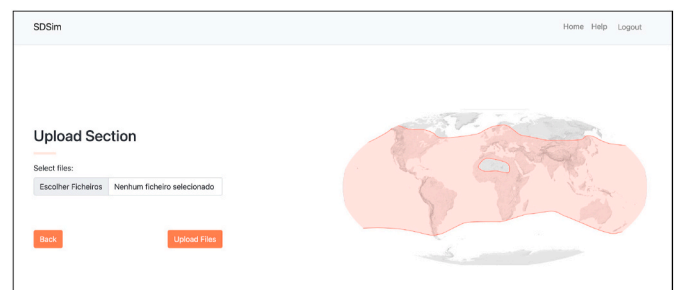 SDSim
Home Help Logout
Upload Section
Select files:
Escolher Ficheiros Nenhum ficheiro selecionado
Back Upload Files